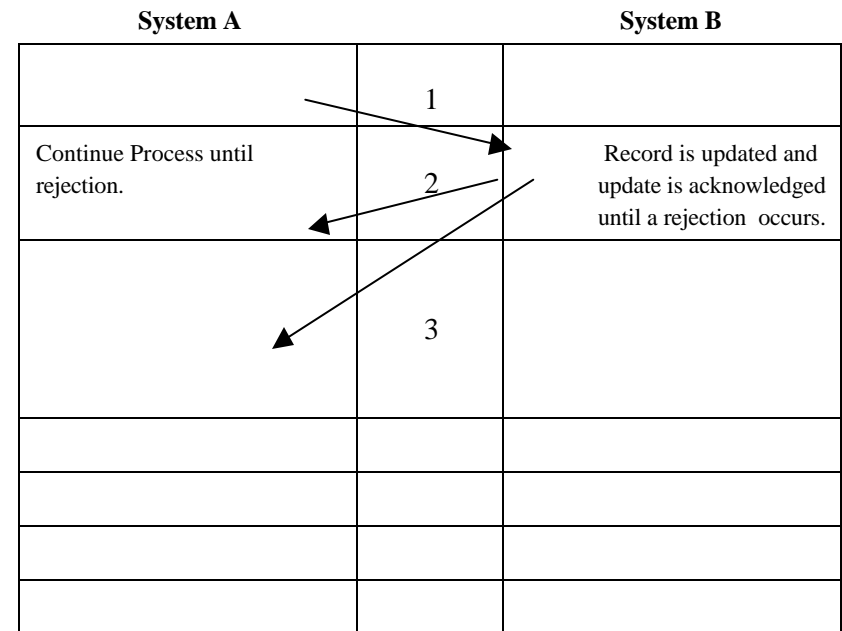 System A
System B
1
Continue Process until
rejection.
2
Record is updated and
update is acknowledged
until a rejection occurs.
3